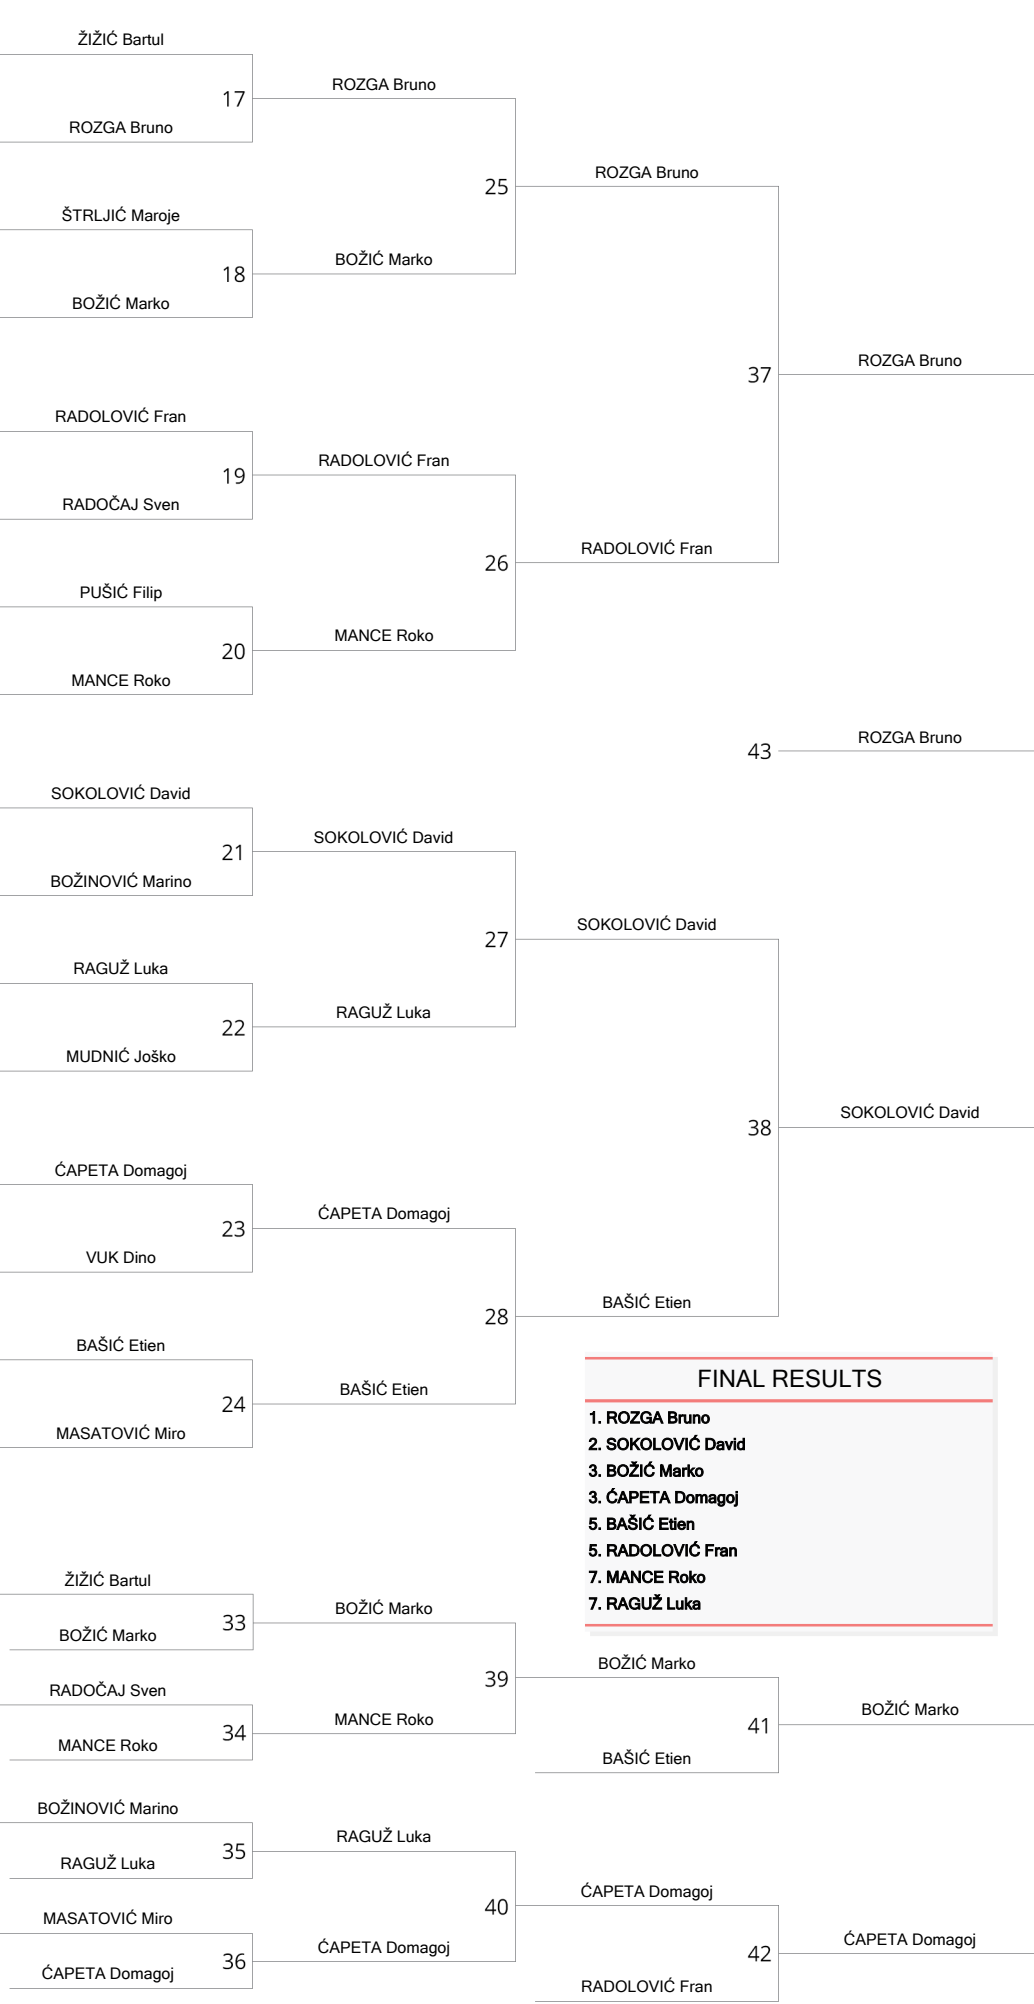 ŽIŽIĆ Bartul
17
ROZGA Bruno
ROZGA Bruno
25
ROZGA Bruno
ŠTRLJIĆ Maroje
18
BOŽIĆ Marko
BOŽIĆ Marko
37
ROZGA Bruno
RADOLOVIĆ Fran
19
RADOLOVIĆ Fran
RADOČAJ Sven
26
RADOLOVIĆ Fran
PUŠIĆ Filip
20
MANCE Roko
MANCE Roko
43
ROZGA Bruno
SOKOLOVIĆ David
21
SOKOLOVIĆ David
BOŽINOVIĆ Marino
27
SOKOLOVIĆ David
RAGUŽ Luka
22
RAGUŽ Luka
MUDNIĆ Joško
38
SOKOLOVIĆ David
ĆAPETA Domagoj
23
ĆAPETA Domagoj
VUK Dino
28
BAŠIĆ Etien
BAŠIĆ Etien
24
BAŠIĆ Etien
MASATOVIĆ Miro
FINAL RESULTS
1. ROZGA Bruno
2. SOKOLOVIĆ David
3. BOŽIĆ Marko
3. ĆAPETA Domagoj
5. BAŠIĆ Etien
5. RADOLOVIĆ Fran
7. MANCE Roko
7. RAGUŽ Luka
ŽIŽIĆ Bartul
33
BOŽIĆ Marko
BOŽIĆ Marko
39
BOŽIĆ Marko
RADOČAJ Sven
34
MANCE Roko
MANCE Roko
41
BOŽIĆ Marko
BAŠIĆ Etien
BOŽINOVIĆ Marino
35
RAGUŽ Luka
RAGUŽ Luka
40
ĆAPETA Domagoj
MASATOVIĆ Miro
36
ĆAPETA Domagoj
ĆAPETA Domagoj
42
ĆAPETA Domagoj
RADOLOVIĆ Fran